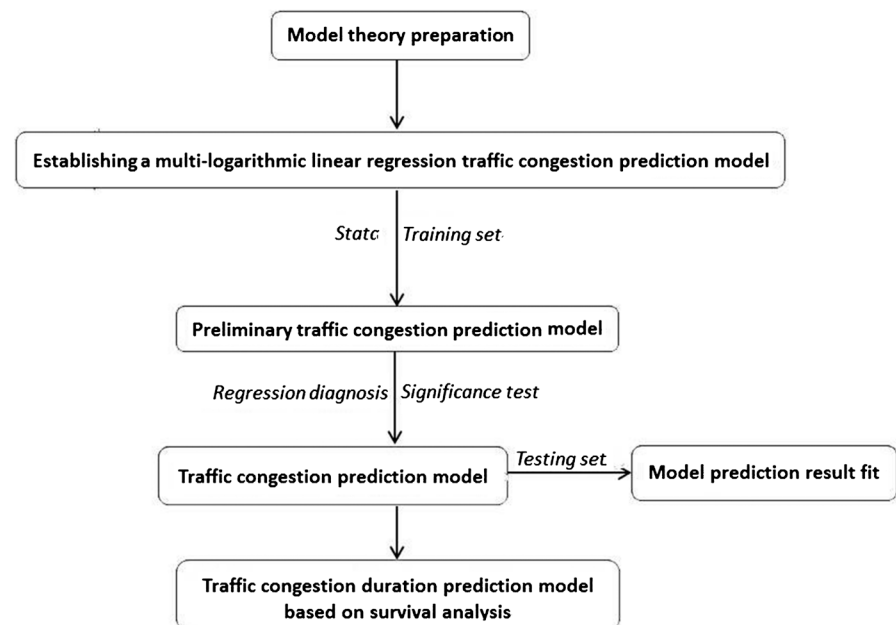 Model theory preparation
Establishing a multi-logarithmic linear regression traffic congestion prediction model
Statc Training set
Preliminary traffic congestion prediction model
Regression diagnosis Significance test
Traffic congestion prediction model
Testing set
Model prediction result fit
Traffic congestion duration prediction model
based on survival analysis